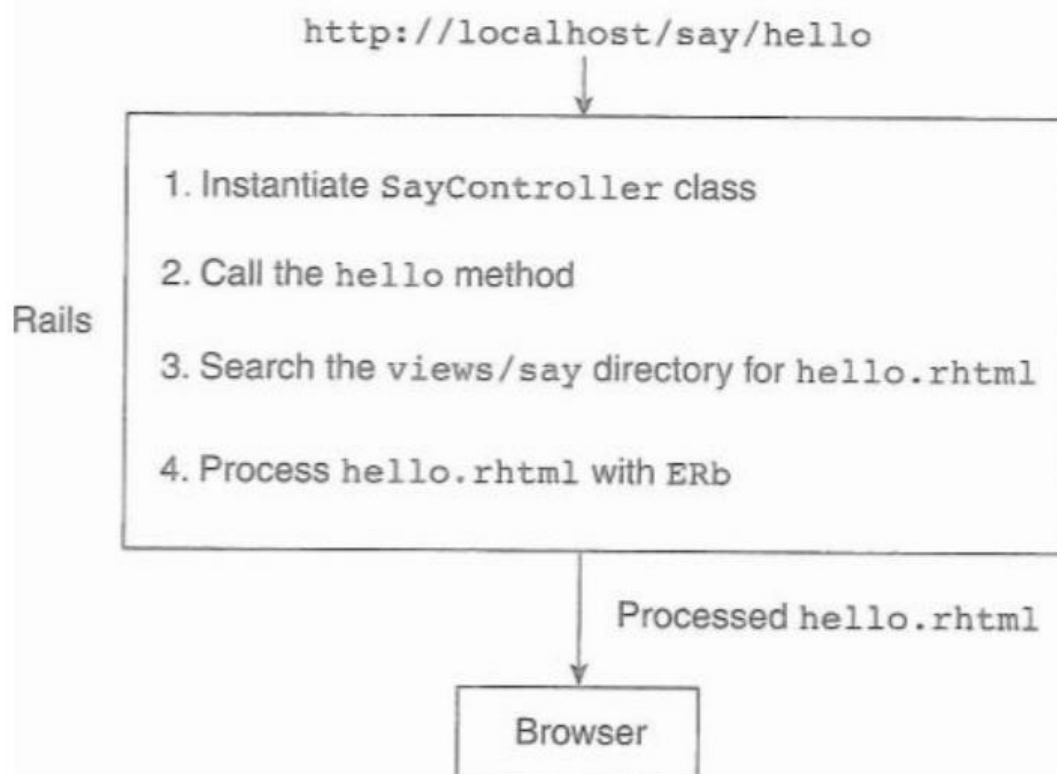 http://localhost/say/hello
1. Instantiate SayController class
2. Call the hello method
Rails
3. Search the views/say directory for hello.rhtml
4. Process hello.rhtml with ERb
Processed hello.rhtml
Browser